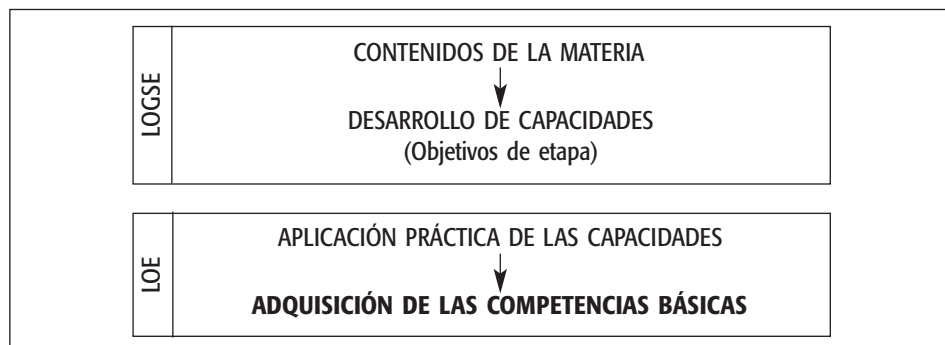 LOGSE
CONTENIDOS DE LA MATERIA
DESARROLLO DE CAPACIDADES
(Objetivos de etapa)
LOE
APLICACIÓN PRÁCTICA DE LAS CAPACIDADES
ADQUISICIÓN DE LAS COMPETENCIAS BÁSICAS